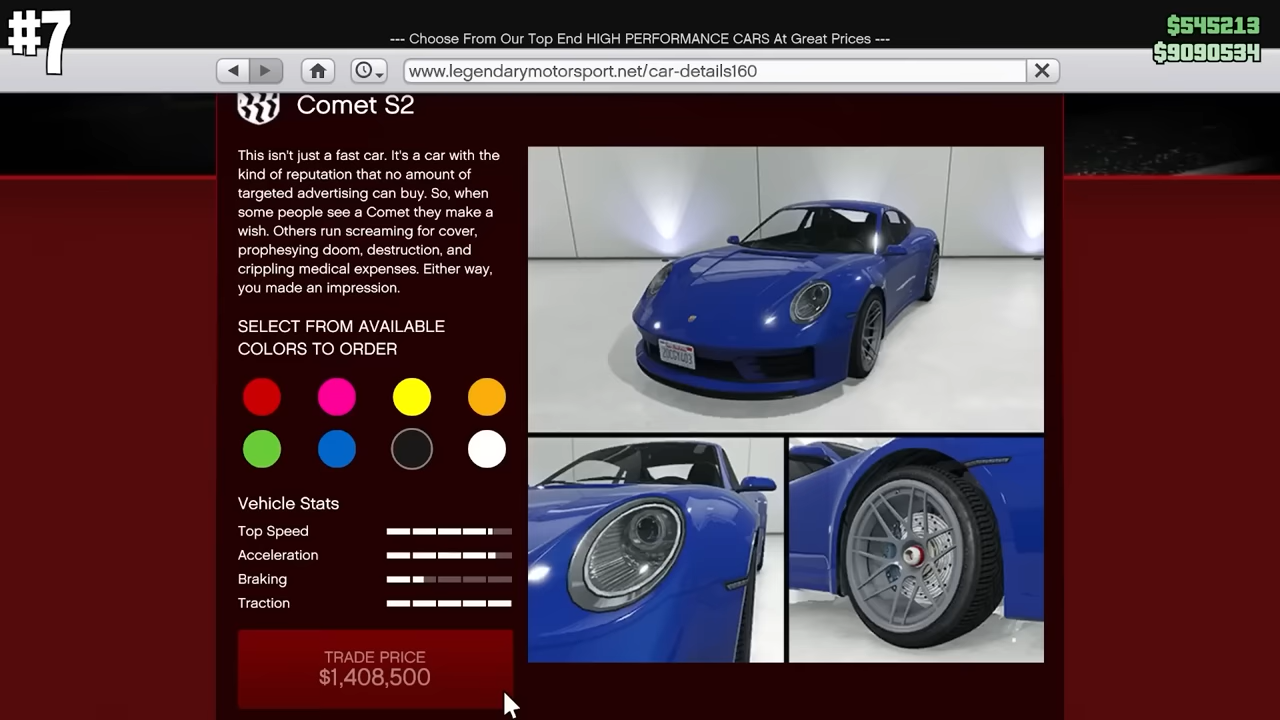 #7
--- Choose From Our Top End HIGH PERFORMANCE CARS At Great Prices ---
$545213
$9090534
www.legendarymotorsport.net/car-details160
Comet S2
This isn't just a fast car. It's a car with the
kind of reputation that no amount of
targeted advertising can buy. So, when
some people see a Comet they make a
wish. Others run screaming for cover,
prophesying doom, destruction, and
crippling medical expenses. Either way,
you made an impression.
SELECT FROM AVAILABLE
COLORS TO ORDER
Vehicle Stats
Top Speed
Acceleration
Braking
Traction
TRADE PRICE
$1,408,500